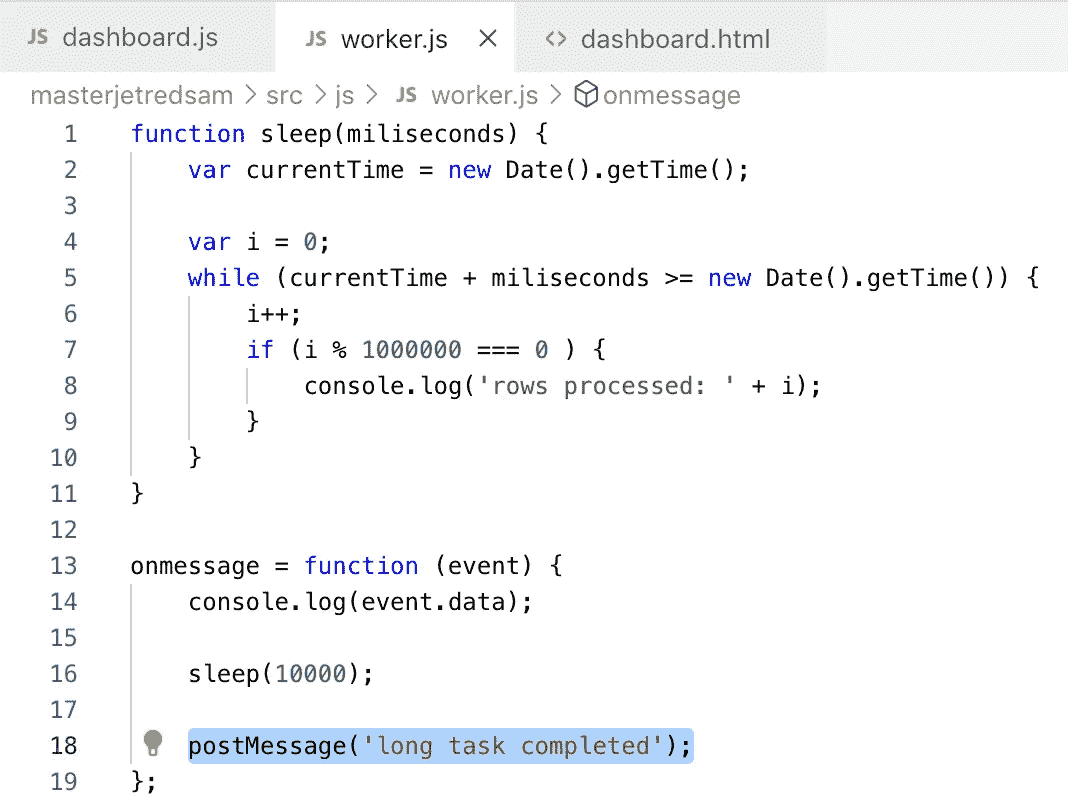 JS dashboard.js JS worker.js × <> dashboard.html
masterjetredsam > src > js > JS worker.js > onmessage
1 function sleep(miliseconds) {
2     var currentTime = new Date().getTime();
3
4     var i = 0;
5     while (currentTime + miliseconds >= new Date().getTime()) {
6         i++;
7         if (i % 1000000 === 0 ) {
8             console.log('rows processed: ' + i);
9         }
10     }
11 }
12
13 onmessage = function (event) {
14     console.log(event.data);
15
16     sleep(10000);
17
18     postMessage('long task completed');
19 };